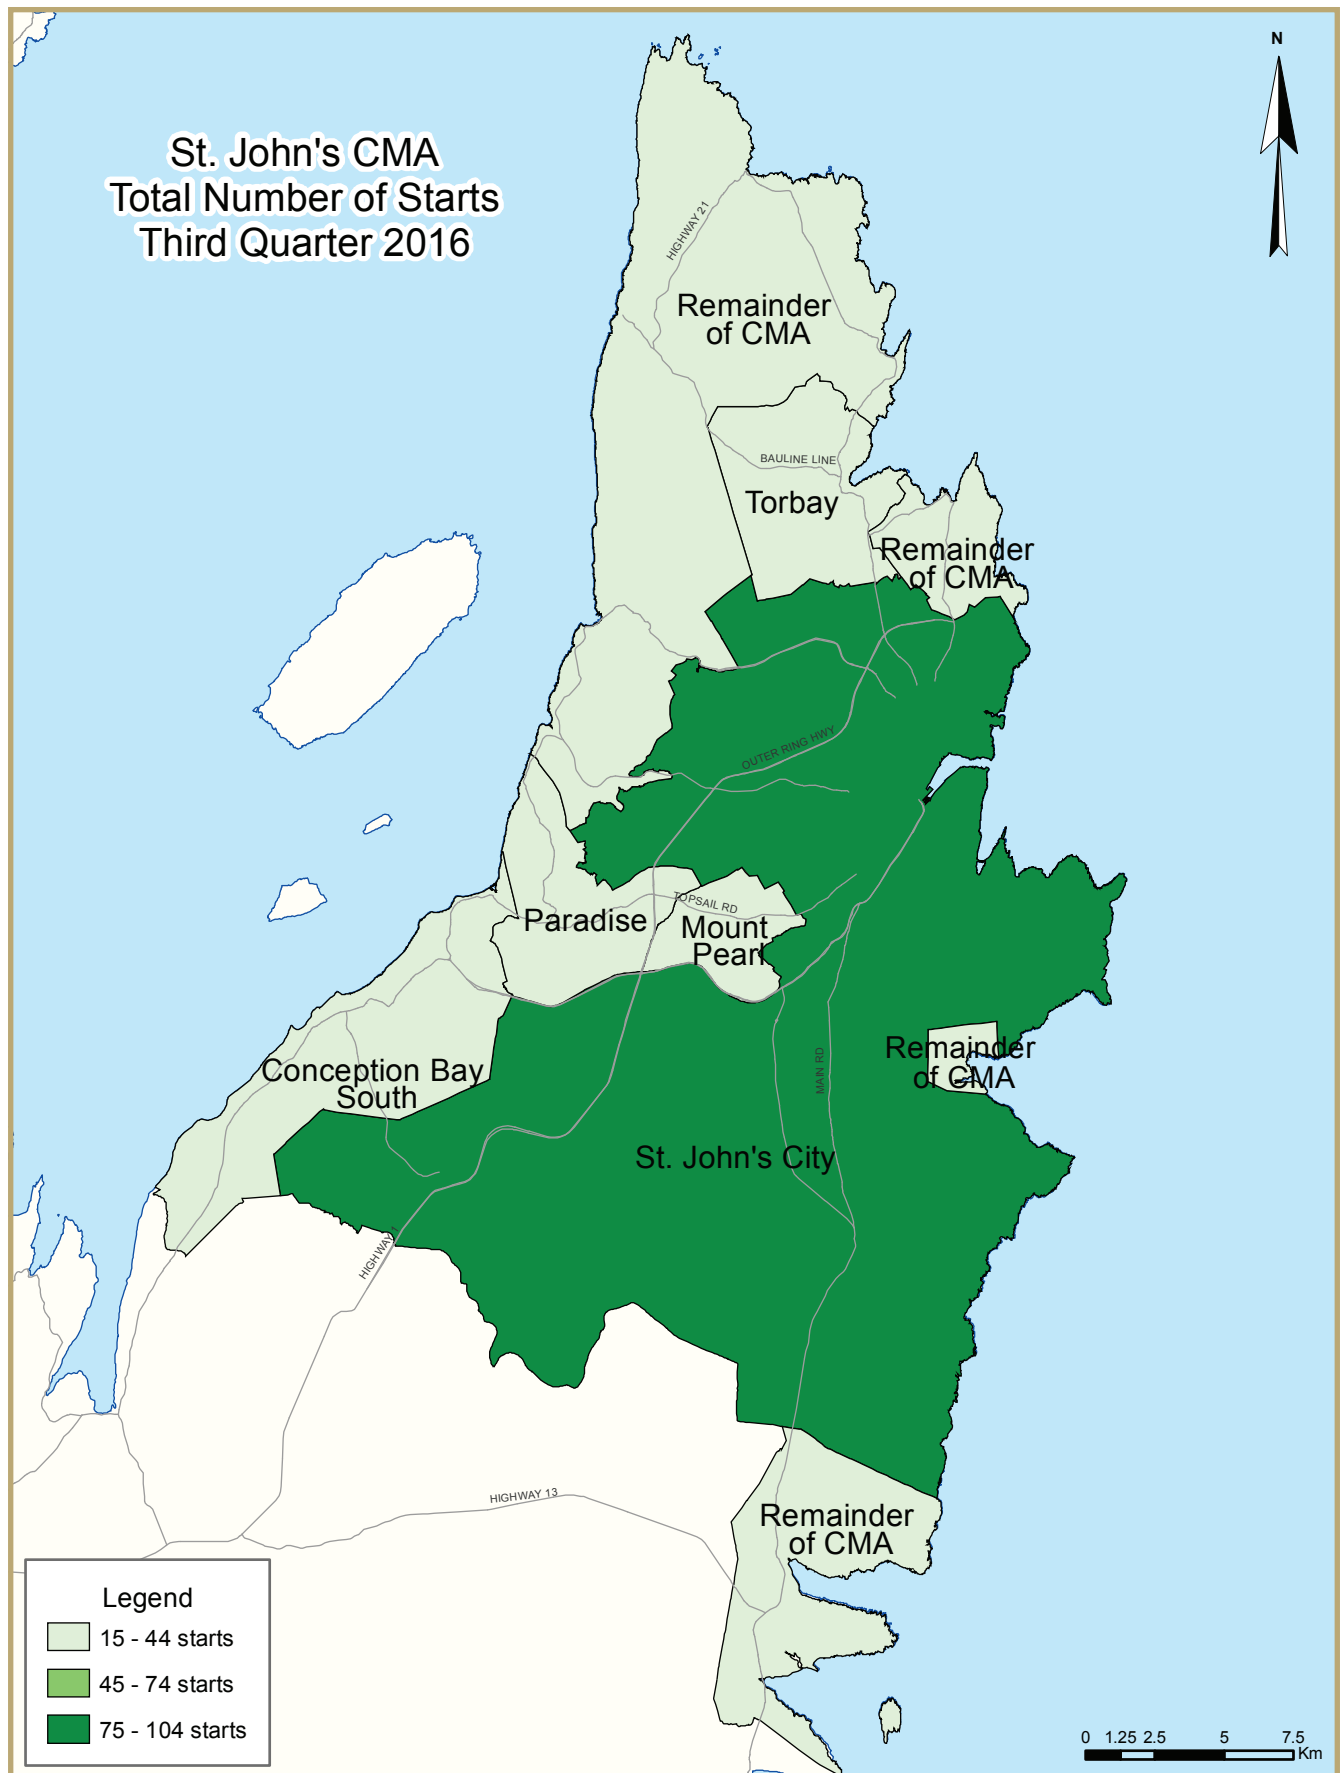 St. John's CMA
Total Number of Starts
Third Quarter 2016
N
HIGHWAY 21
Remainder
of CMA
BAULINE LINE
Torbay
Remainder
of CMA
OUTER RING HWY
TOPSAIL RD
Paradise
Mount
Pearl
Conception Bay
South
MAIN RD
Remainder
of CMA
St. John's City
HIGHWAY 1
HIGHWAY 13
Remainder
of CMA
Legend
15 - 44 starts
45 - 74 starts
75 - 104 starts
0 1.25 2.5 5 7.5
Km